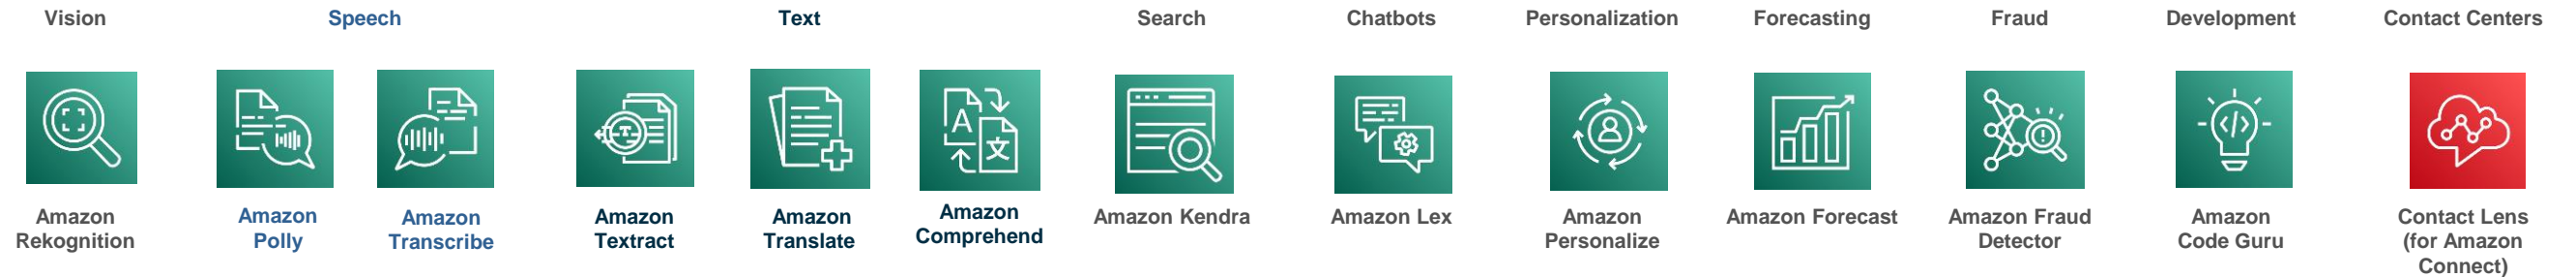 Vision
Speech
Text
Search
Chatbots
Personalization
Forecasting
Fraud
Development
Contact Centers
Amazon
Rekognition
Amazon
Polly
Amazon
Transcribe
Amazon
Textract
Amazon
Translate
Amazon
Comprehend
Amazon Kendra
Amazon Lex
Amazon
Personalize
Amazon Forecast
Amazon Fraud
Detector
Amazon
Code Guru
Contact Lens
(for Amazon
Connect)
T
A
文